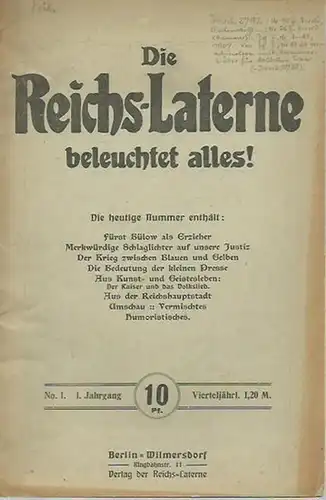 Die
Reichs-Laterne
beleuchtet alles!
Die heutige Nummer enthält:
Fürst Bülow als Erzieher
Merkwürdige Schlaglichter auf unsere Justiz
Der Krieg zwischen Blauen und Gelben
Die Bedeutung der kleinen Presse
Aus Kunst- und Geistesleben:
Der Kaiser und das Volkslied.
Aus der Reichshauptstadt
Umschau :: Vermischtes
Humoristisches.
No. 1. I. Jahrgang 10 Pf. Vierteljährl. 1,20 M.
Berlin=Wilmersdorf
Ringbahnstr. 11
Verlag der Reichs-Laterne